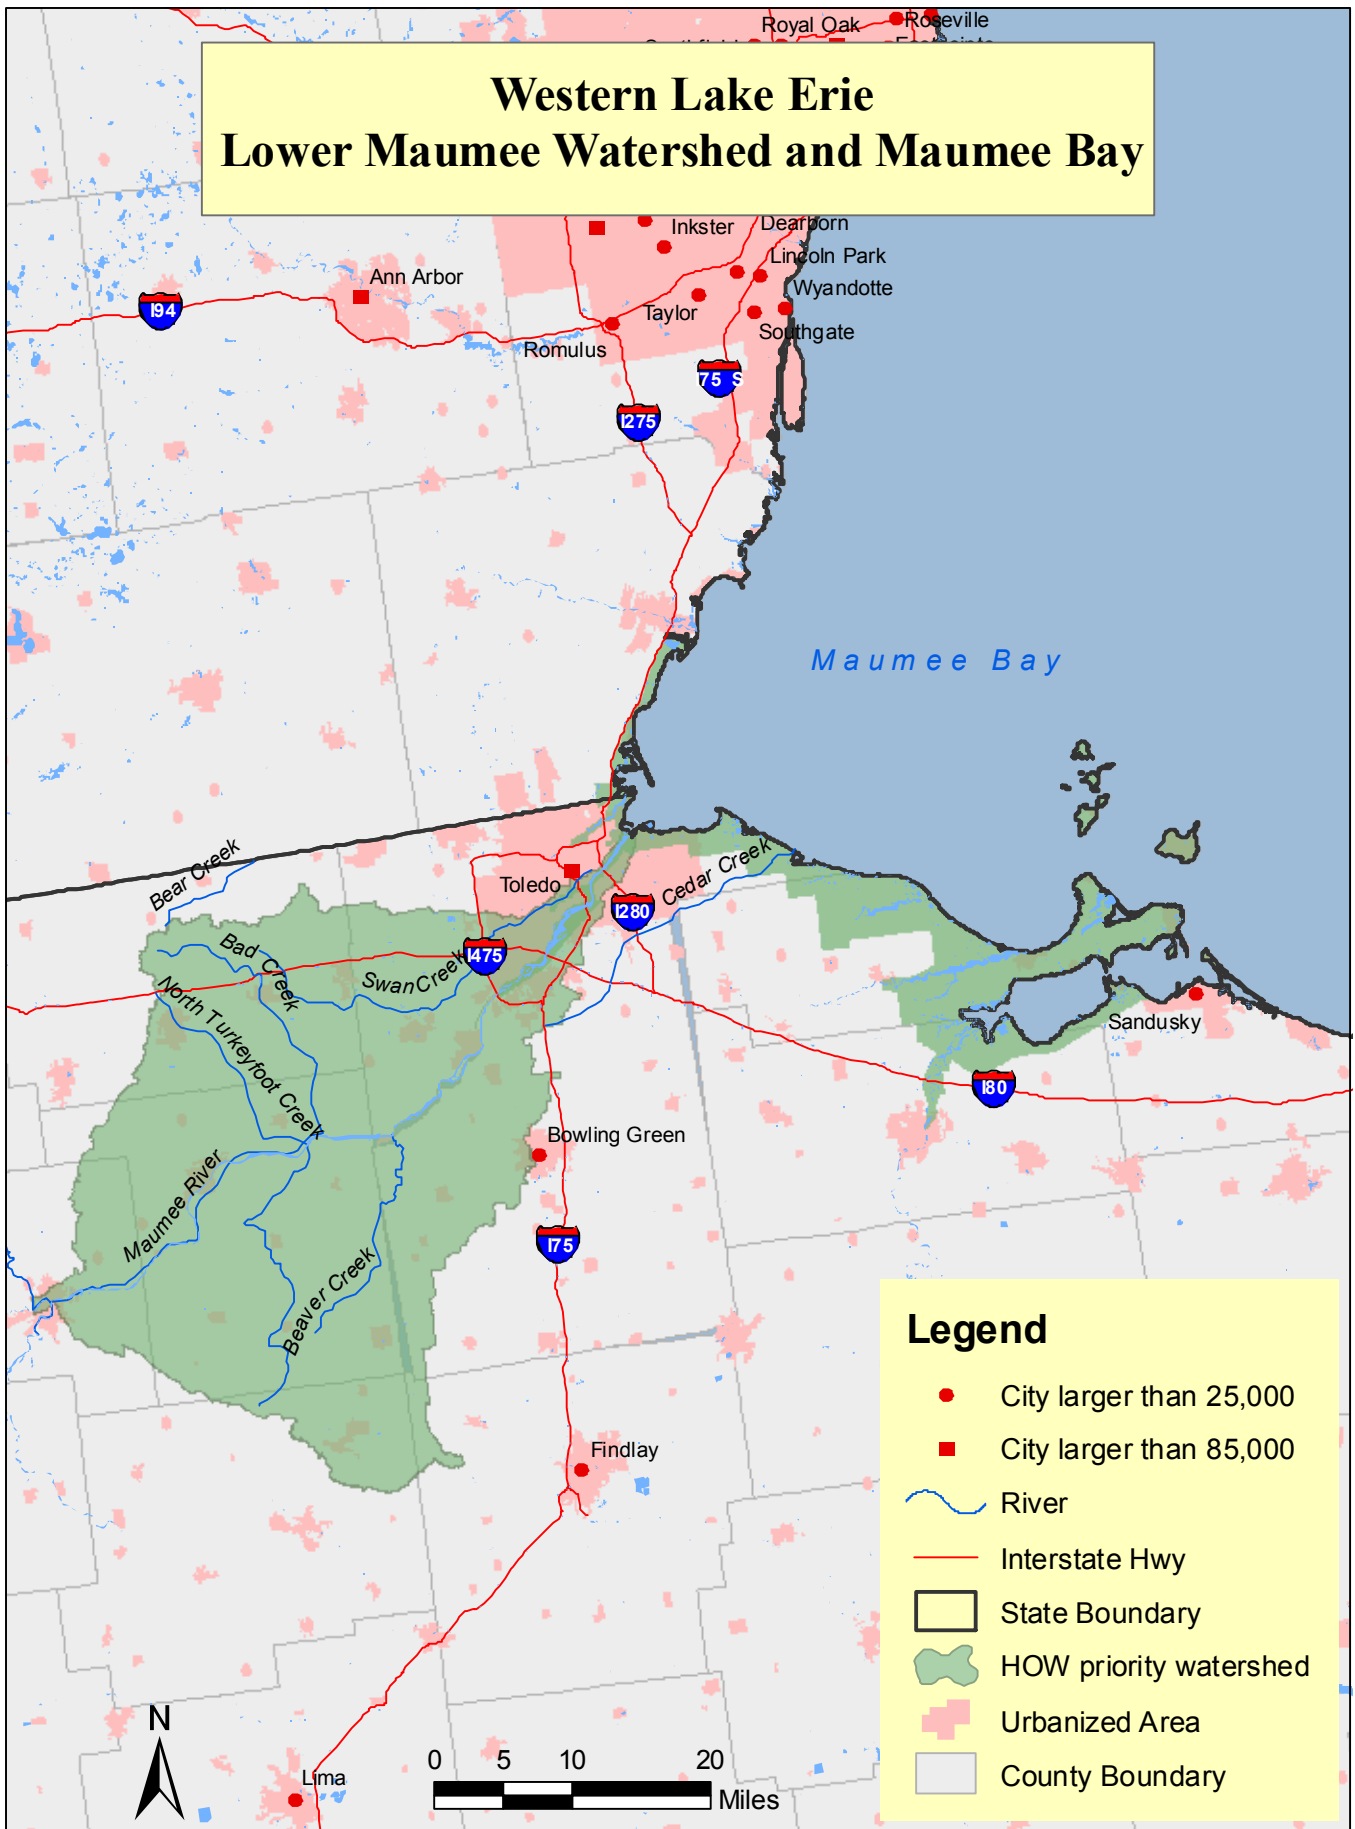 Royal Oak
Roseville
Western Lake Erie
Lower Maumee Watershed and Maumee Bay
Inkster
Dearborn
Lincoln Park
Ann Arbor
Wyandotte
I94
Taylor
Southgate
Romulus
I75 S
I275
Maumee Bay
Bear Creek
Toledo
Cedar Creek
I280
Bad Creek
I475
Swan Creek
North Turkeyfoot Creek
Sandusky
I80
Bowling Green
Maumee River
I75
Beaver Creek
Findlay
Lima
N
0 5 10 20
Miles
Legend
City larger than 25,000
City larger than 85,000
River
Interstate Hwy
State Boundary
HOW priority watershed
Urbanized Area
County Boundary